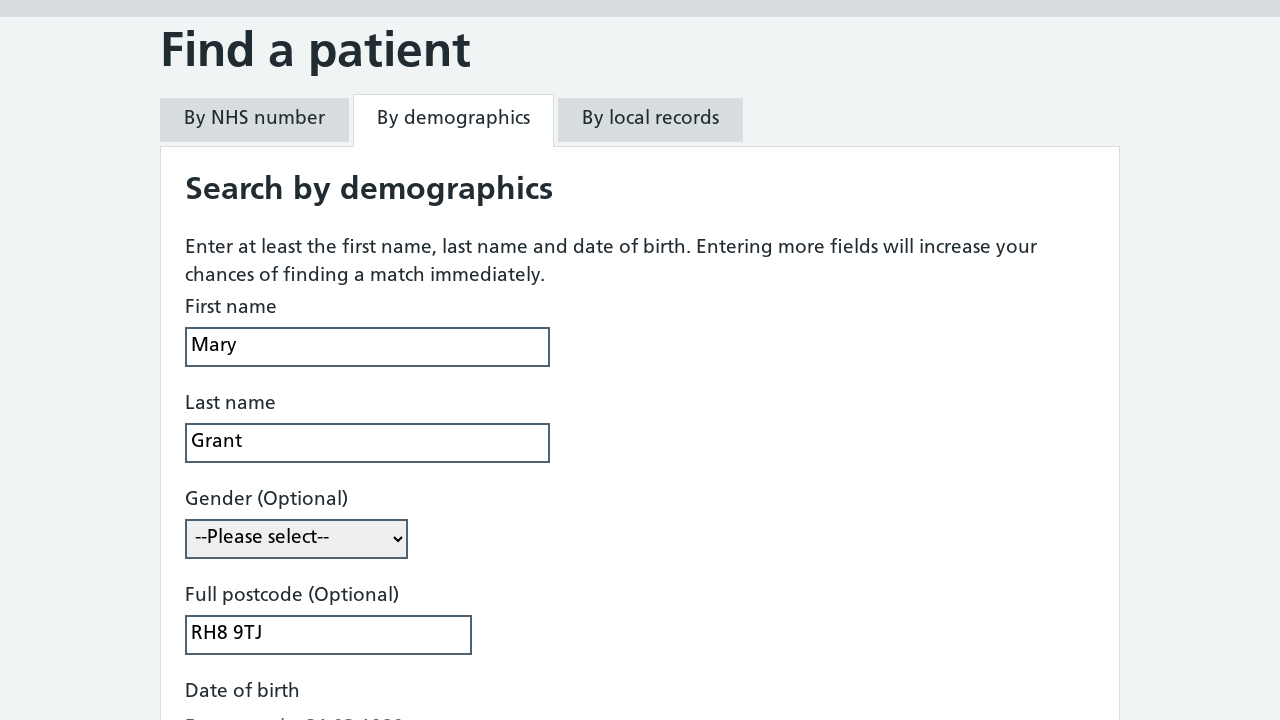 Find a patient
By NHS number
By demographics
By local records
Search by demographics
Enter at least the first name, last name and date of birth. Entering more fields will increase your
chances of finding a match immediately.
First name
Mary
Last name
Grant
Gender (Optional)
--Please select--
Full postcode (Optional)
RH8 9TJ
Date of birth